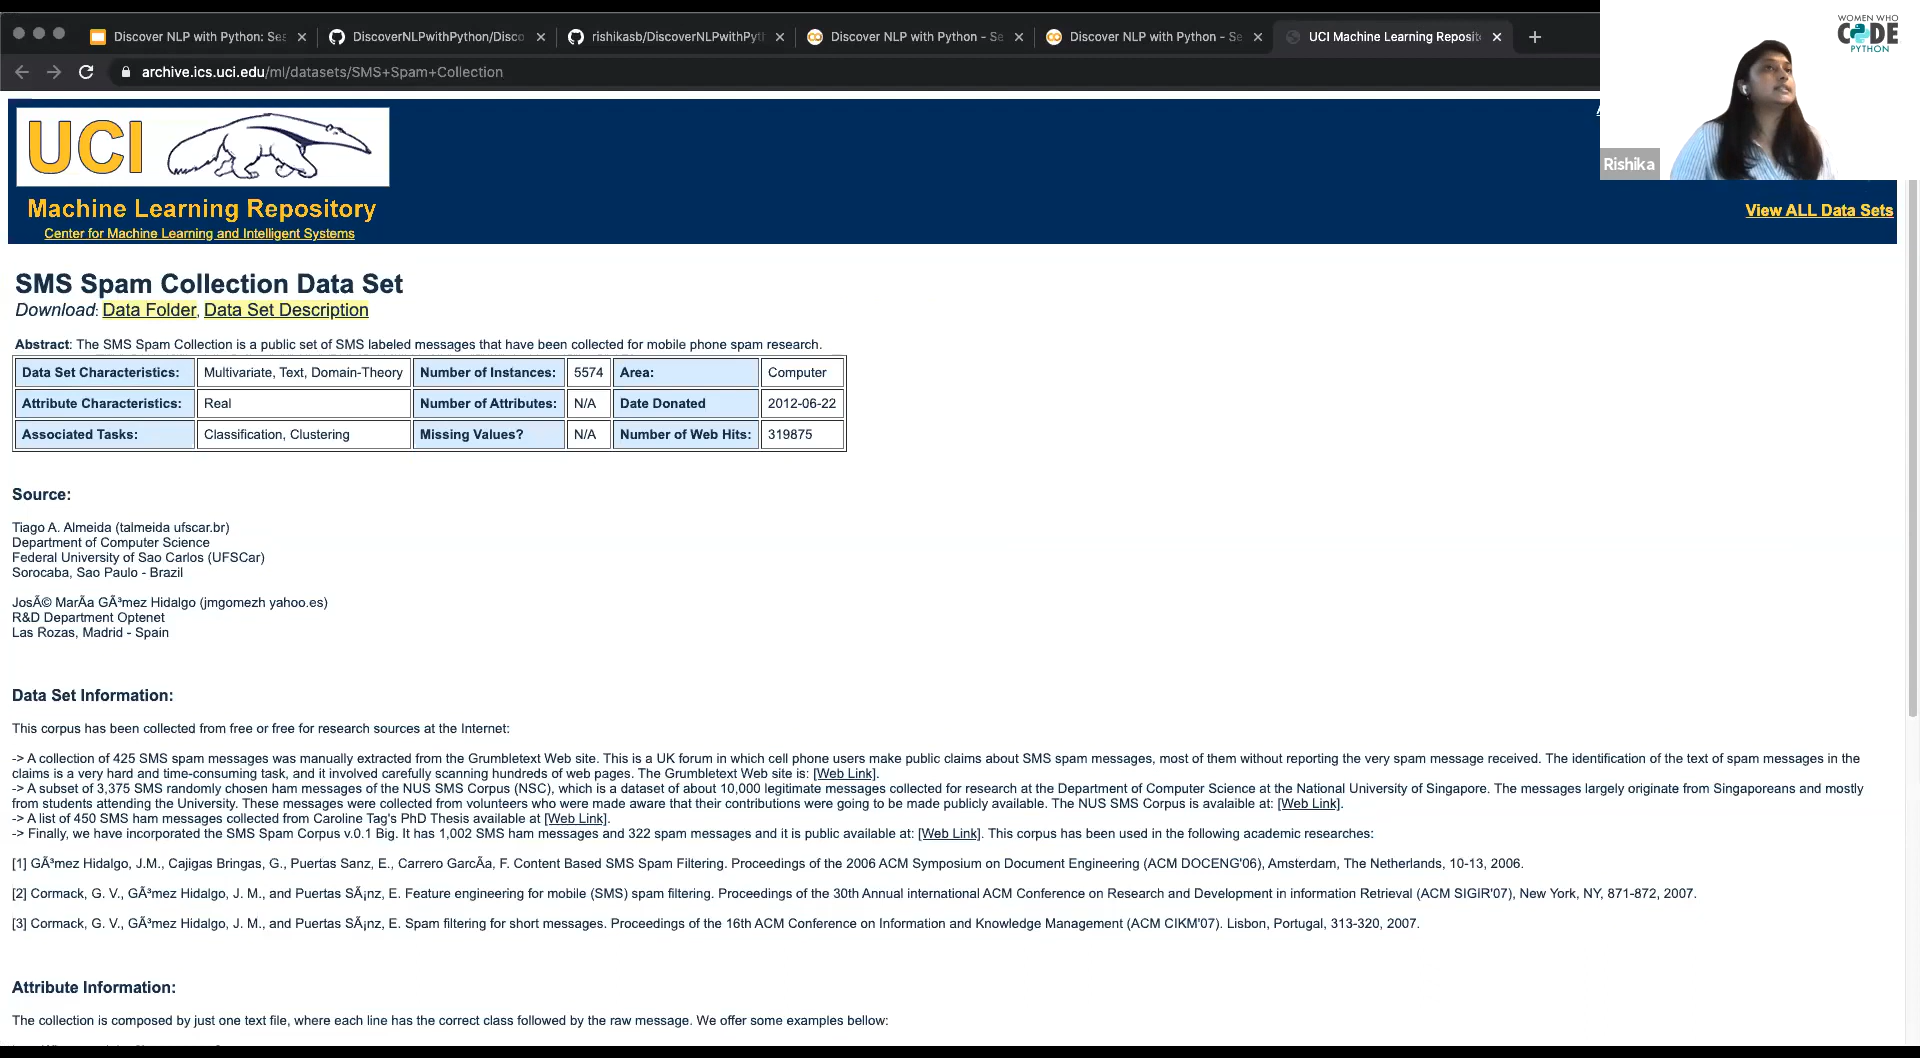 Discover NLP with Python: Ses
DiscoverNLPwithPython/Disco
rishikasb/DiscoverNLPwithPyt
Discover NLP with Python - Se
Discover NLP with Python - Se
UCI Machine Learning Reposit
archive.ics.uci.edu/ml/datasets/SMS+Spam+Collection
WOMEN WHO
CODE
PYTHON
Rishika
UCI
Machine Learning Repository
Center for Machine Learning and Intelligent Systems
View ALL Data Sets
SMS Spam Collection Data Set
Download: Data Folder, Data Set Description
Abstract: The SMS Spam Collection is a public set of SMS labeled messages that have been collected for mobile phone spam research.
Data Set Characteristics: Multivariate, Text, Domain-Theory Number of Instances: 5574 Area: Computer
Attribute Characteristics: Real Number of Attributes: N/A Date Donated 2012-06-22
Associated Tasks: Classification, Clustering Missing Values? N/A Number of Web Hits: 319875
Source:
Tiago A. Almeida (talmeida ufscar.br)
Department of Computer Science
Federal University of Sao Carlos (UFSCar)
Sorocaba, Sao Paulo - Brazil
JosÃ© MarÃa GÃ³mez Hidalgo (jmgomezh yahoo.es)
R&D Department Optenet
Las Rozas, Madrid - Spain
Data Set Information:
This corpus has been collected from free or free for research sources at the Internet:
-> A collection of 425 SMS spam messages was manually extracted from the Grumbletext Web site. This is a UK forum in which cell phone users make public claims about SMS spam messages, most of them without reporting the very spam message received. The identification of the text of spam messages in the
claims is a very hard and time-consuming task, and it involved carefully scanning hundreds of web pages. The Grumbletext Web site is: [Web Link].
-> A subset of 3,375 SMS randomly chosen ham messages of the NUS SMS Corpus (NSC), which is a dataset of about 10,000 legitimate messages collected for research at the Department of Computer Science at the National University of Singapore. The messages largely originate from Singaporeans and mostly
from students attending the University. These messages were collected from volunteers who were made aware that their contributions were going to be made publicly available. The NUS SMS Corpus is avalaible at: [Web Link].
-> A list of 450 SMS ham messages collected from Caroline Tag's PhD Thesis available at [Web Link].
-> Finally, we have incorporated the SMS Spam Corpus v.0.1 Big. It has 1,002 SMS ham messages and 322 spam messages and it is public available at: [Web Link]. This corpus has been used in the following academic researches:
[1] GÃ³mez Hidalgo, J.M., Cajigas Bringas, G., Puertas Sanz, E., Carrero GarcÃa, F. Content Based SMS Spam Filtering. Proceedings of the 2006 ACM Symposium on Document Engineering (ACM DOCENG'06), Amsterdam, The Netherlands, 10-13, 2006.
[2] Cormack, G. V., GÃ³mez Hidalgo, J. M., and Puertas SÃ¡nz, E. Feature engineering for mobile (SMS) spam filtering. Proceedings of the 30th Annual international ACM Conference on Research and Development in information Retrieval (ACM SIGIR'07), New York, NY, 871-872, 2007.
[3] Cormack, G. V., GÃ³mez Hidalgo, J. M., and Puertas SÃ¡nz, E. Spam filtering for short messages. Proceedings of the 16th ACM Conference on Information and Knowledge Management (ACM CIKM'07). Lisbon, Portugal, 313-320, 2007.
Attribute Information:
The collection is composed by just one text file, where each line has the correct class followed by the raw message. We offer some examples bellow: